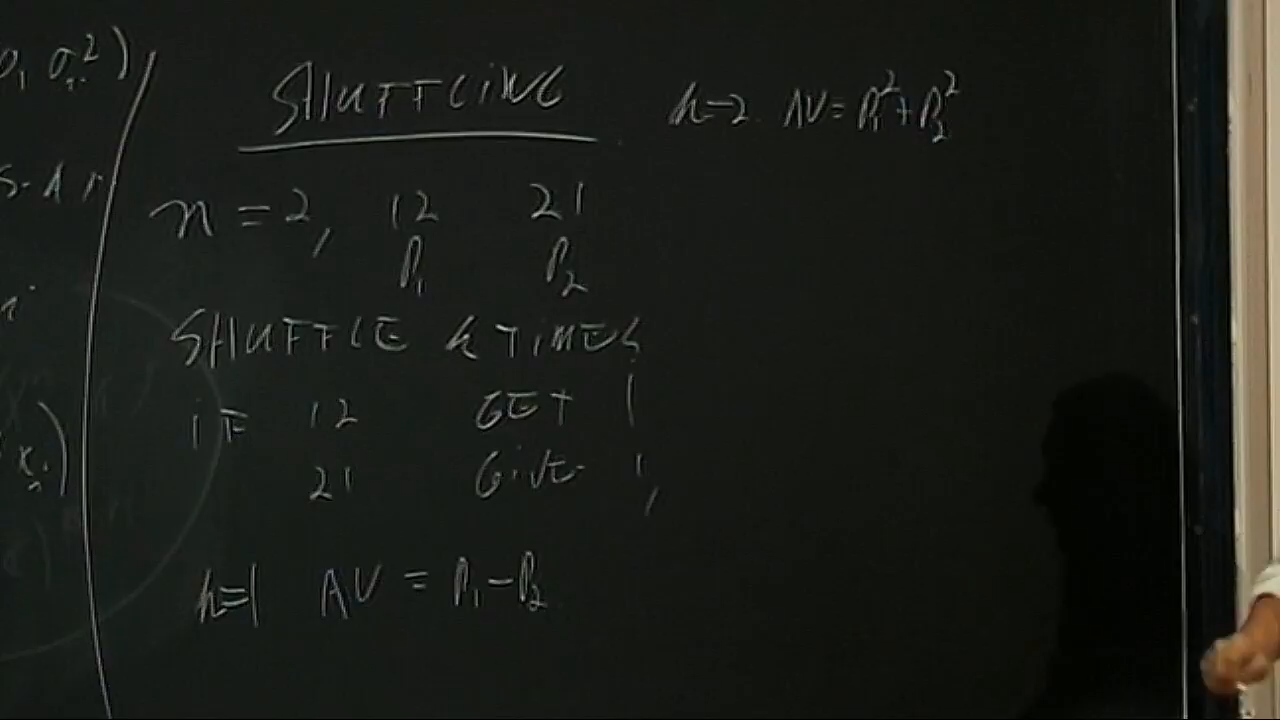 SHUFFLING
n = 2, 12 21
P₁ P₂
SHUFFLE k TIMES
IF 12 GET 1
21 GIVE 1,
k=1 AV = P₁ - P₂
k=2 AV = P₁² + P₂²